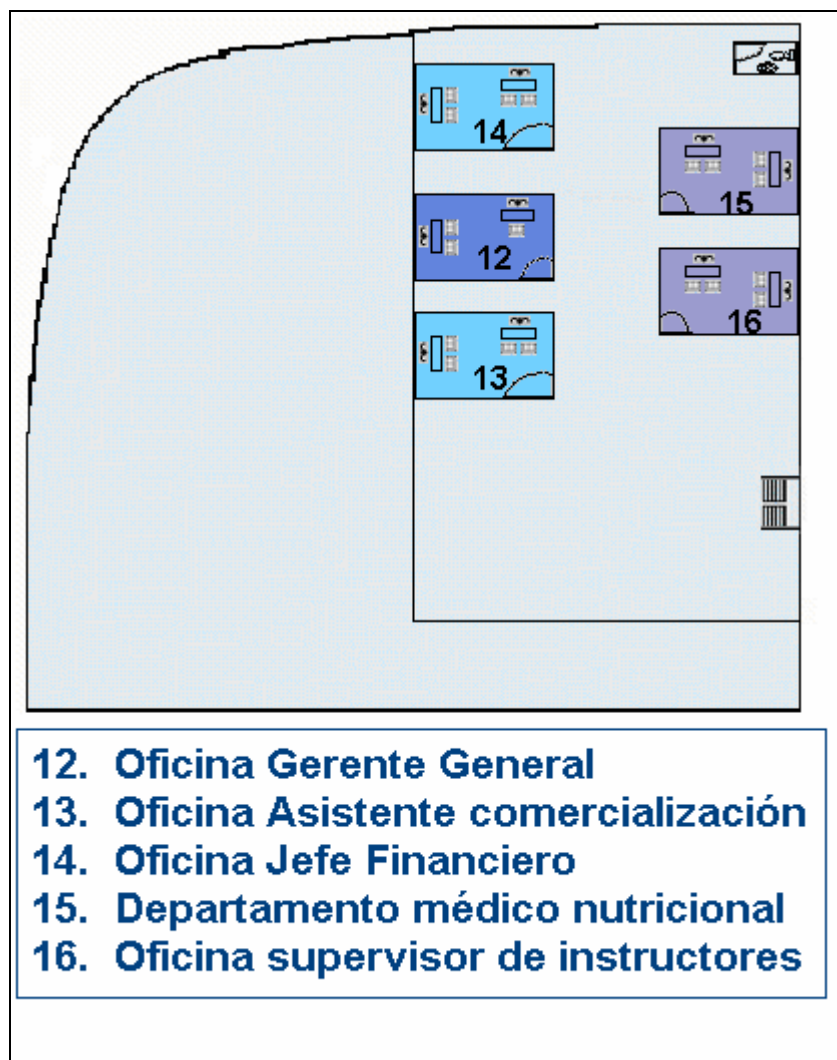 14
15
12
16
13
12. Oficina Gerente General
13. Oficina Asistente comercialización
14. Oficina Jefe Financiero
15. Departamento médico nutricional
16. Oficina supervisor de instructores